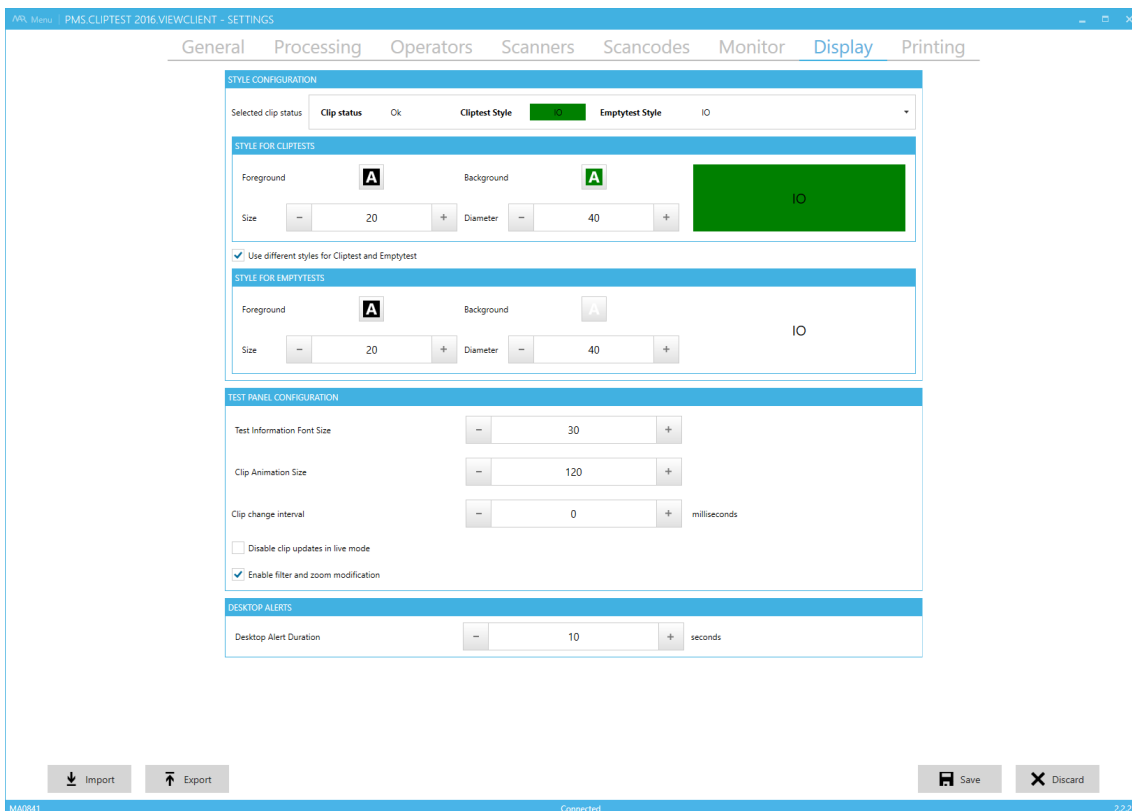 Menu PMS.CLIPTEST 2016.VIEWCLIENT - SETTINGS
General Processing Operators Scanners Scancodes Monitor Display Printing
STYLE CONFIGURATION
Selected clip status Clip status Ok Cliptest Style IO Emptytest Style IO
STYLE FOR CLIPTESTS
Foreground A Background A
IO
Size - 20 + Diameter - 40 +
Use different styles for Cliptest and Emptytest
STYLE FOR EMPTYTESTS
Foreground A Background A
IO
Size - 20 + Diameter - 40 +
TEST PANEL CONFIGURATION
Test Information Font Size - 30 +
Clip Animation Size - 120 +
Clip change interval - 0 + milliseconds
Disable clip updates in live mode
Enable filter and zoom modification
DESKTOP ALERTS
Desktop Alert Duration - 10 + seconds
Import Export Save Discard
MA0841 Connected